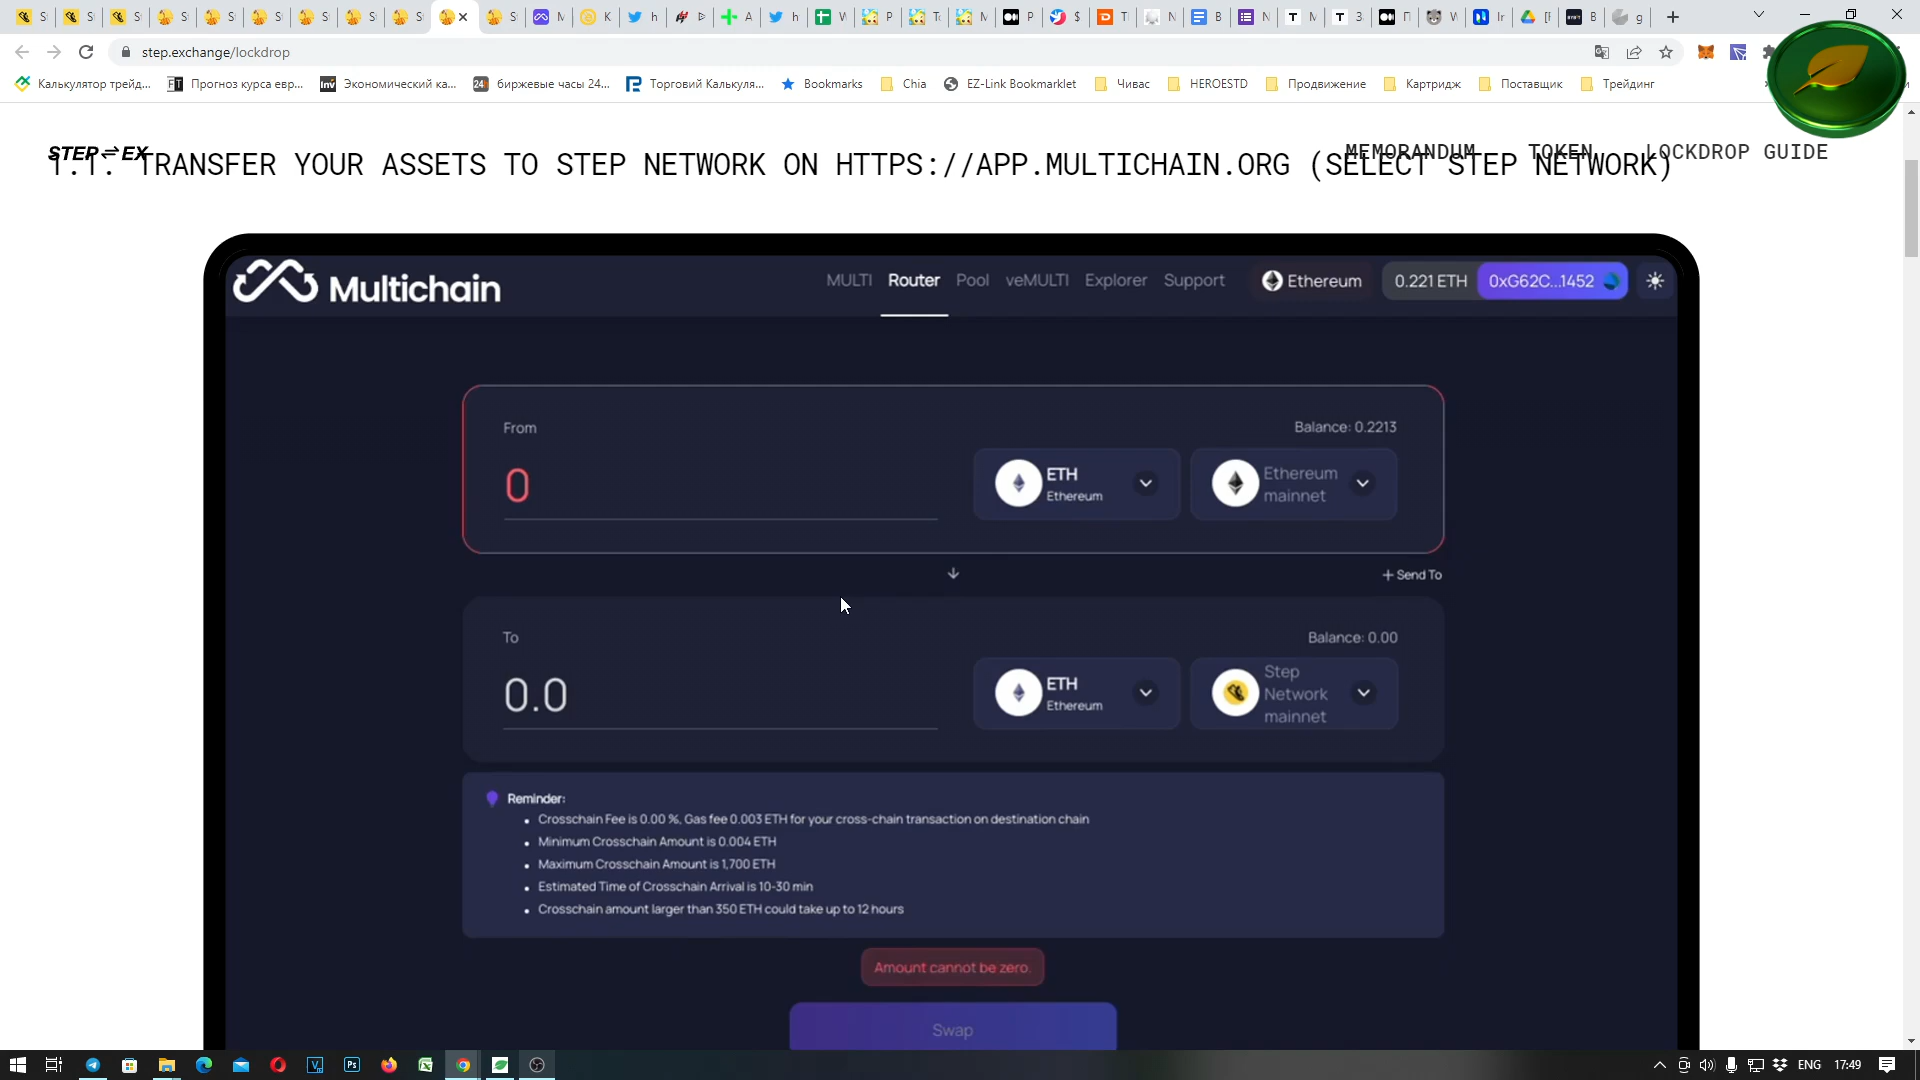 step.exchange/lockdrop
Калькулятор трейд...
Прогноз курса евр...
Экономический ка...
биржевые часы 24...
Торговий Калькуля...
Bookmarks
Chia
EZ-Link Bookmarklet
Чивас
HEROESTD
Продвижение
Картридж
Поставщик
Трейдинг
STEP⇌EX
MEMORANDUM
TOKEN
LOCKDROP GUIDE
1.1. TRANSFER YOUR ASSETS TO STEP NETWORK ON HTTPS://APP.MULTICHAIN.ORG (SELECT STEP NETWORK)
Multichain
MULTI
Router
Pool
veMULTI
Explorer
Support
Ethereum
0.221 ETH
0xG62C...1452
From
Balance: 0.2213
0
ETH
Ethereum
Ethereum
mainnet
+ Send To
To
Balance: 0.00
0.0
ETH
Ethereum
Step
Network
mainnet
Reminder:
• Crosschain Fee is 0.00 %, Gas fee 0.003 ETH for your cross-chain transaction on destination chain
• Minimum Crosschain Amount is 0.004 ETH
• Maximum Crosschain Amount is 1,700 ETH
• Estimated Time of Crosschain Arrival is 10-30 min
• Crosschain amount larger than 350 ETH could take up to 12 hours
Amount cannot be zero.
Swap
ENG
17:49